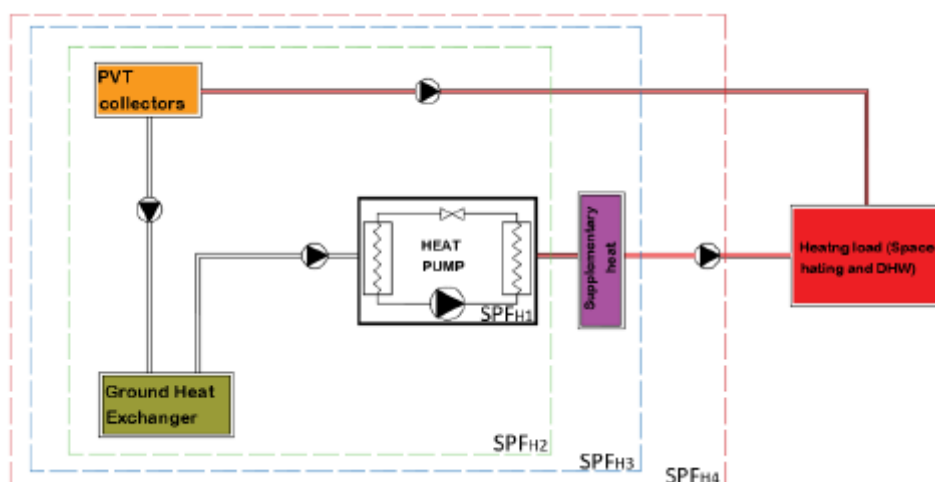 PVT
collectors
HEAT
PUMP
SPFH1
Supplementary
heat
Heatng load (Space
hating and DHW)
Ground Heat
Exchanger
SPFH2
SPFH3
SPFH4